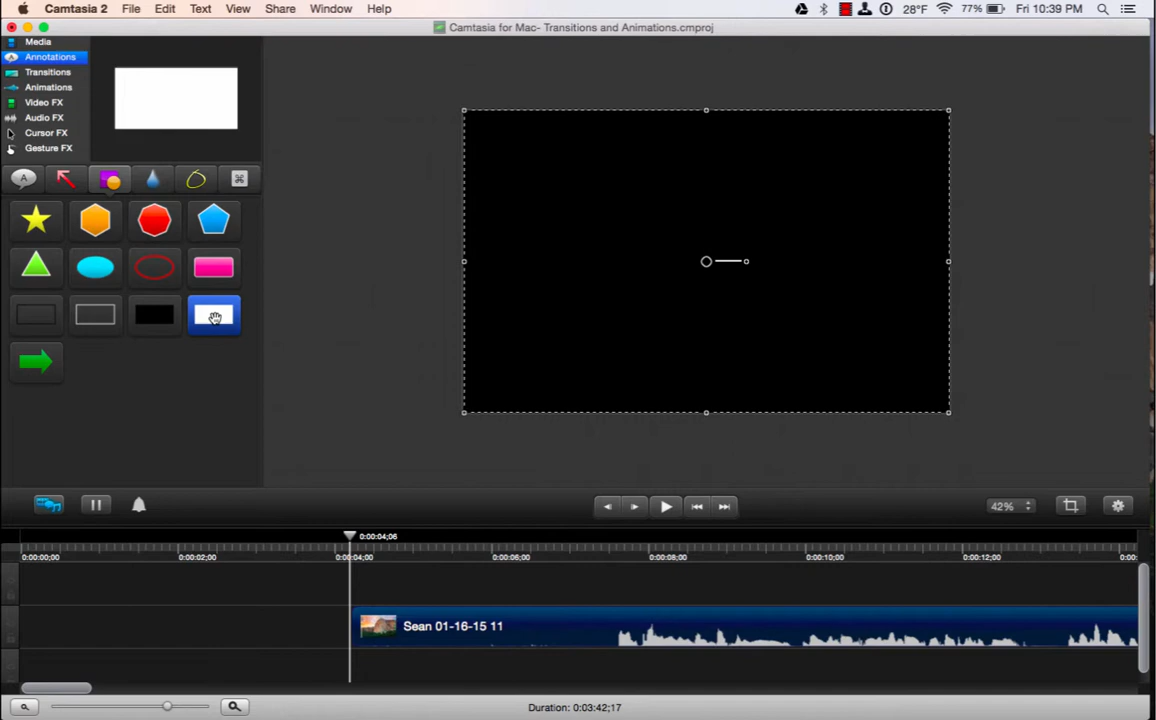 Camtasia 2 File Edit Text View Share Window Help 28°F 77% Fri 10:39 PM
Camtasia for Mac- Transitions and Animations.cmproj
Media
A Annotations
Transitions
Animations
Video FX
Audio FX
Cursor FX
Gesture FX
A ⌘
42%
0:00:04;06
0:00:00;00 0:00:02;00 0:00:04;00 0:00:06;00 0:00:08;00 0:00:10;00 0:00:12;00 0:00:
Sean 01-16-15 11
Duration: 0:03:42;17